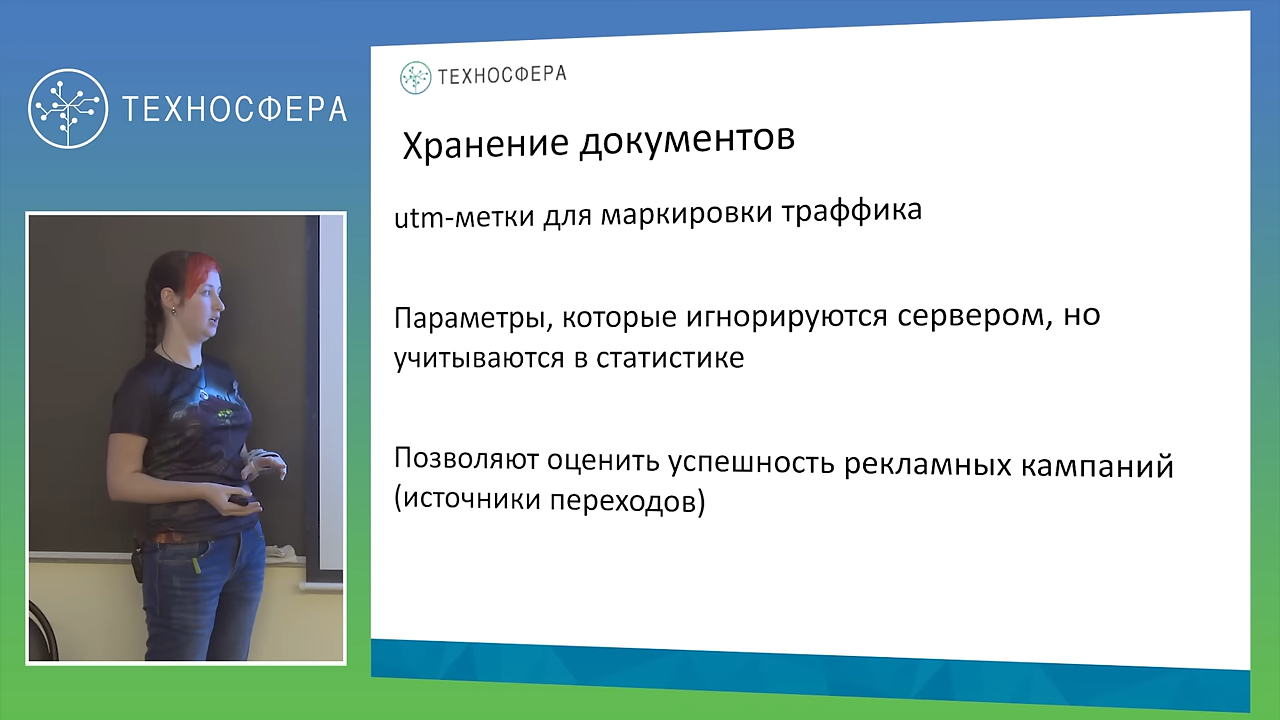 ТЕХНОСФЕРА
ТЕХНОСФЕРА
Хранение документов
utm-метки для маркировки траффика
Параметры, которые игнорируются сервером, но
учитываются в статистике
Позволяют оценить успешность рекламных кампаний
(источники переходов)